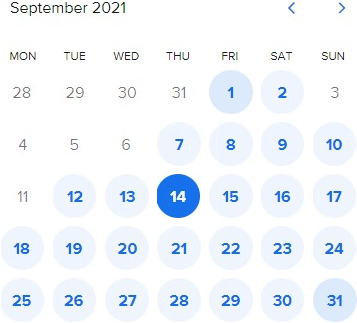 September 2021
MON TUE WED THU FRI SAT SUN
28 29 30 31 1 2 3
4 5 6 7 8 9 10
11 12 13 14 15 16 17
18 19 20 21 22 23 24
25 26 27 28 29 30 31